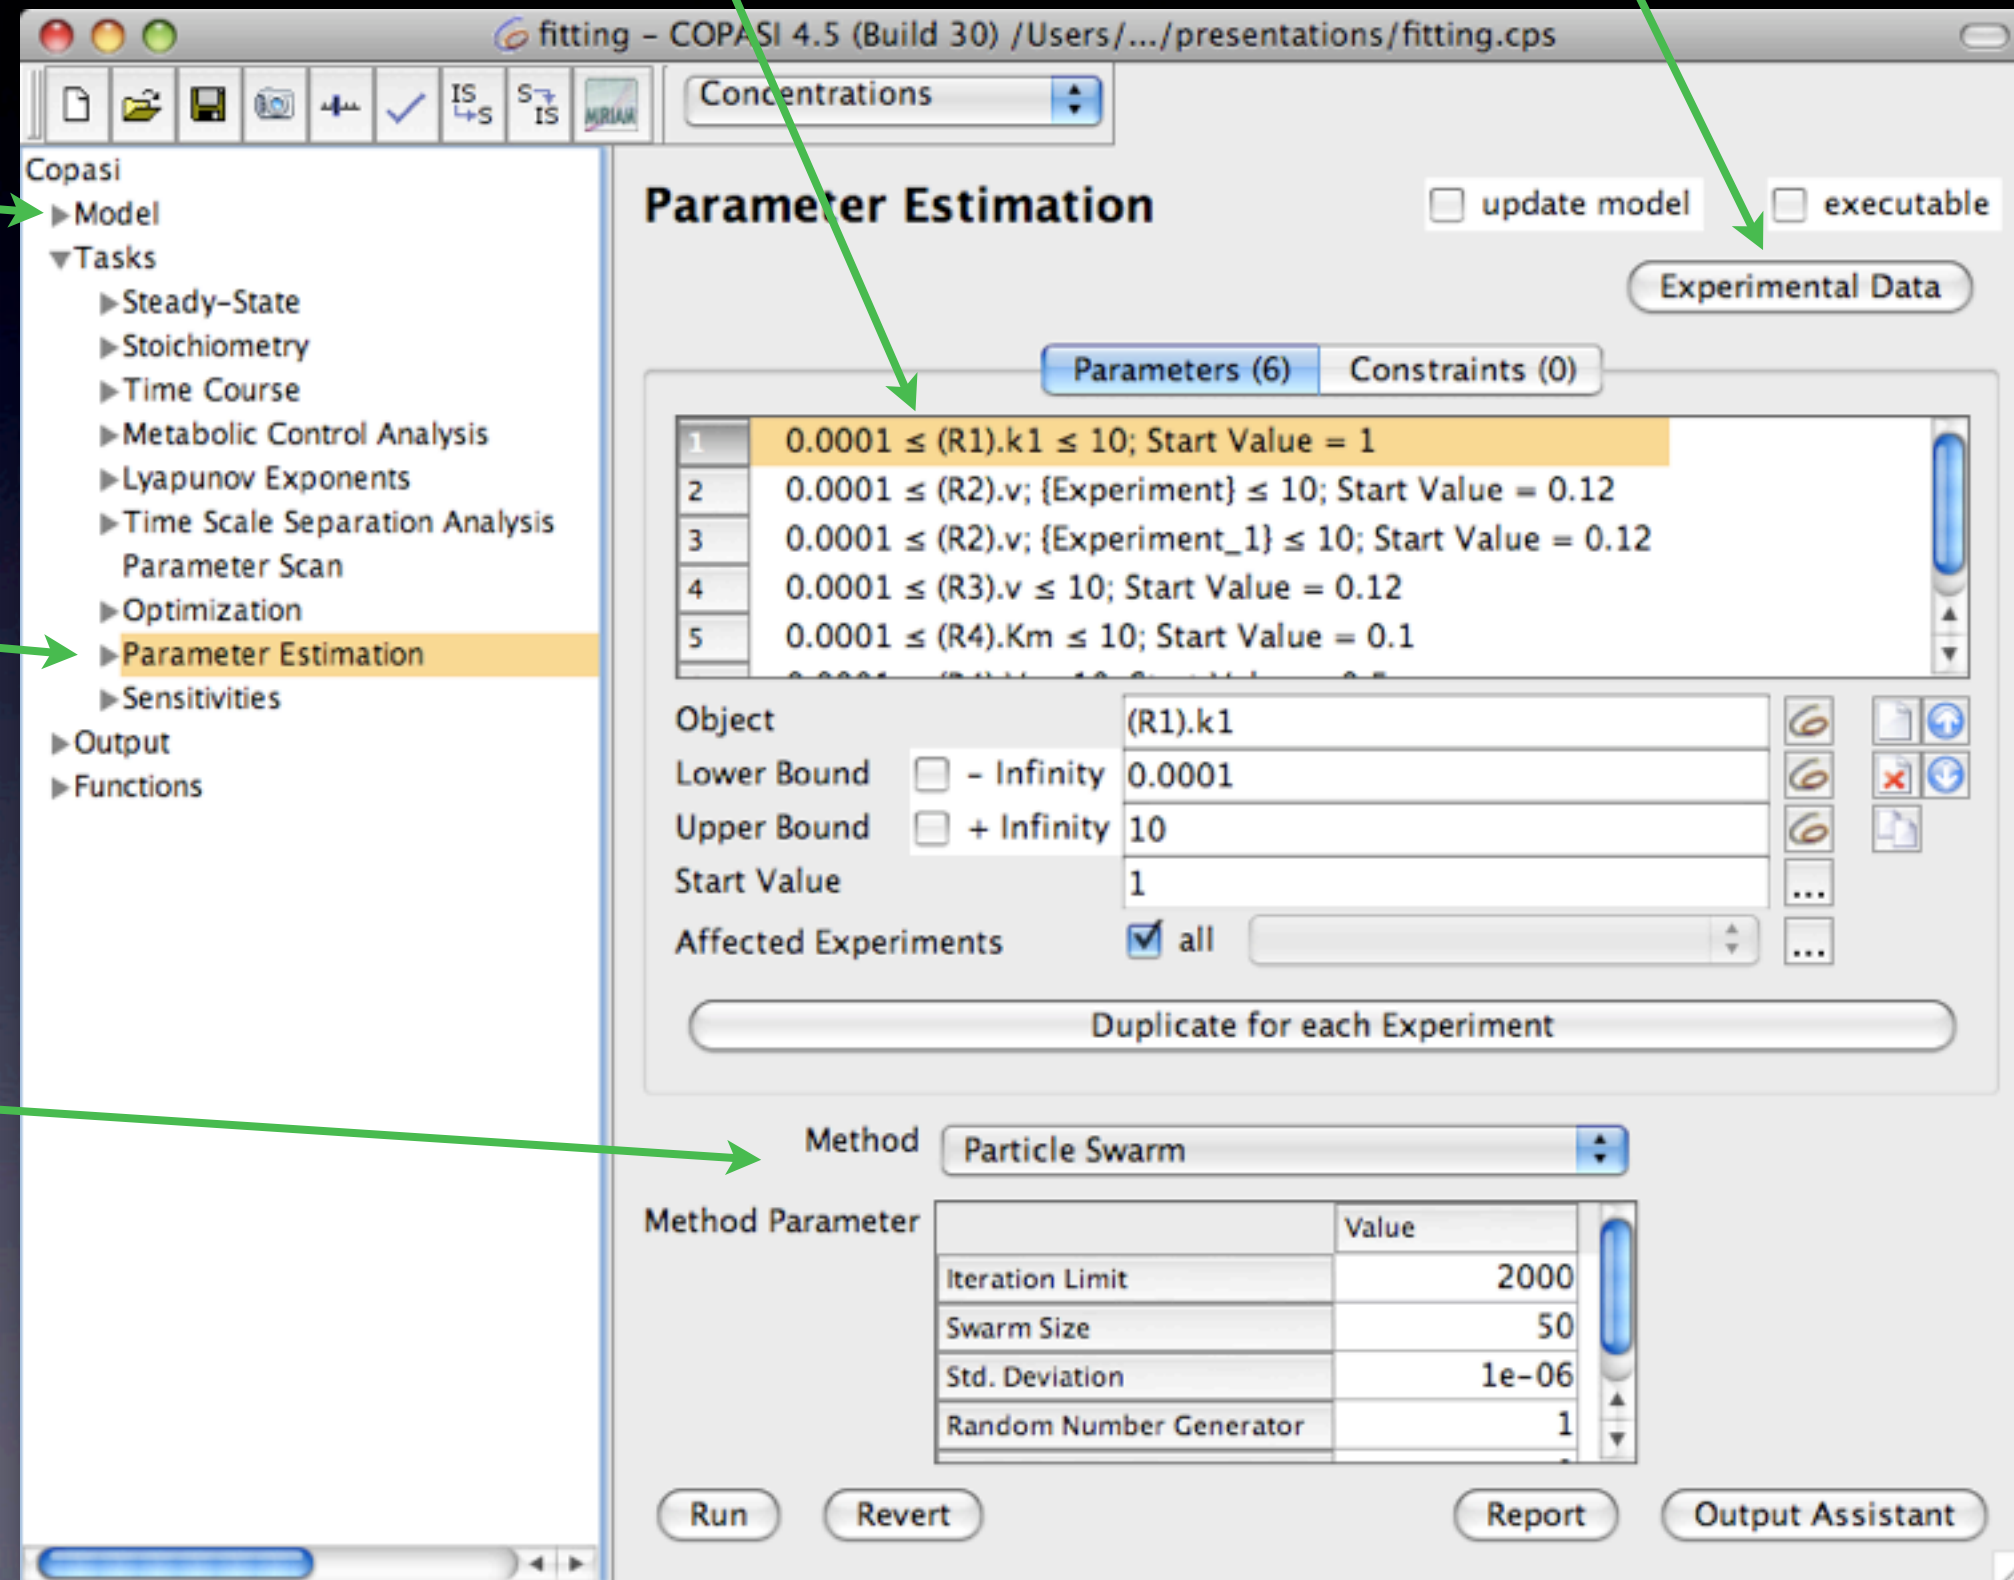 fitting - COPASI 4.5 (Build 30) /Users/.../presentations/fitting.cps
IS S S IS MIRIAM Concentrations
Copasi
Model
Tasks
Steady-State
Stoichiometry
Time Course
Metabolic Control Analysis
Lyapunov Exponents
Time Scale Separation Analysis
Parameter Scan
Optimization
Parameter Estimation
Sensitivities
Output
Functions
Parameter Estimation update model executable
Experimental Data
Parameters (6) Constraints (0)
1 0.0001 ≤ (R1).k1 ≤ 10; Start Value = 1
2 0.0001 ≤ (R2).v; {Experiment} ≤ 10; Start Value = 0.12
3 0.0001 ≤ (R2).v; {Experiment_1} ≤ 10; Start Value = 0.12
4 0.0001 ≤ (R3).v ≤ 10; Start Value = 0.12
5 0.0001 ≤ (R4).Km ≤ 10; Start Value = 0.1
Object (R1).k1
Lower Bound - Infinity 0.0001
Upper Bound + Infinity 10
Start Value 1 ...
Affected Experiments all ...
Duplicate for each Experiment
Method Particle Swarm
Method Parameter Value
Iteration Limit 2000
Swarm Size 50
Std. Deviation 1e-06
Random Number Generator 1
Run Revert Report Output Assistant